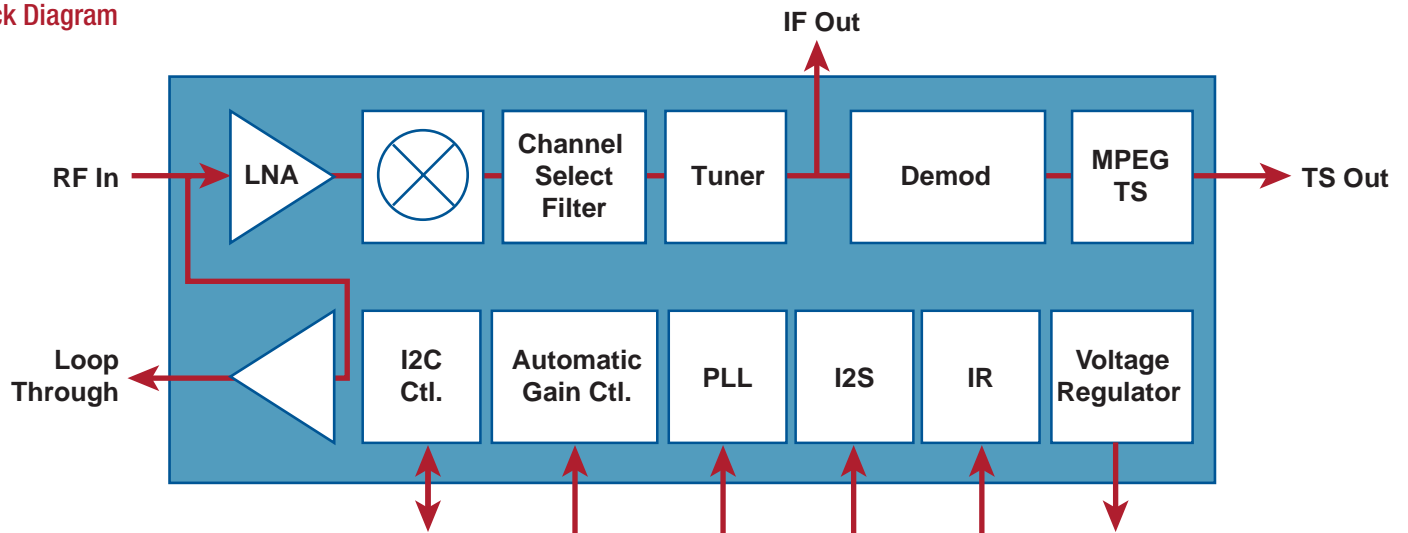 Diagram
IF Out
RF In
LNA
Channel
Select
Filter
Tuner
Demod
MPEG
TS
TS Out
Loop
Through
I2C
Ctl.
Automatic
Gain Ctl.
PLL
I2S
IR
Voltage
Regulator